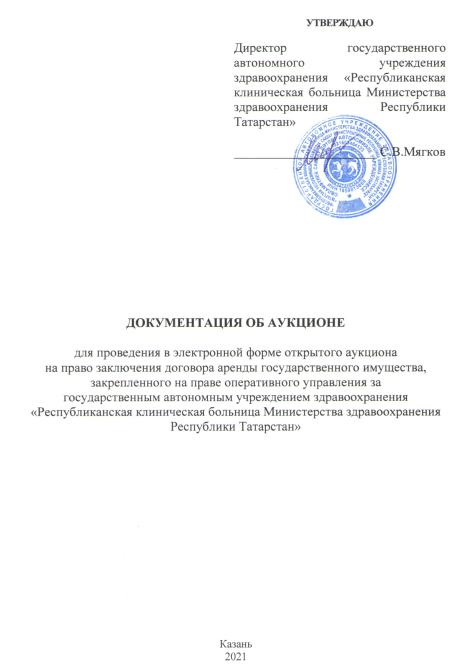 УТВЕРЖДАЮ
Директор государственного
автономного учреждения
здравоохранения «Республиканская
клиническая больница Министерства
здравоохранения Республики
Татарстан»
С.В.Мягков
ДОКУМЕНТАЦИЯ ОБ АУКЦИОНЕ
для проведения в электронной форме открытого аукциона
на право заключения договора аренды государственного имущества,
закрепленного на праве оперативного управления за
государственным автономным учреждением здравоохранения
«Республиканская клиническая больница Министерства здравоохранения
Республики Татарстан»
Казань
2021